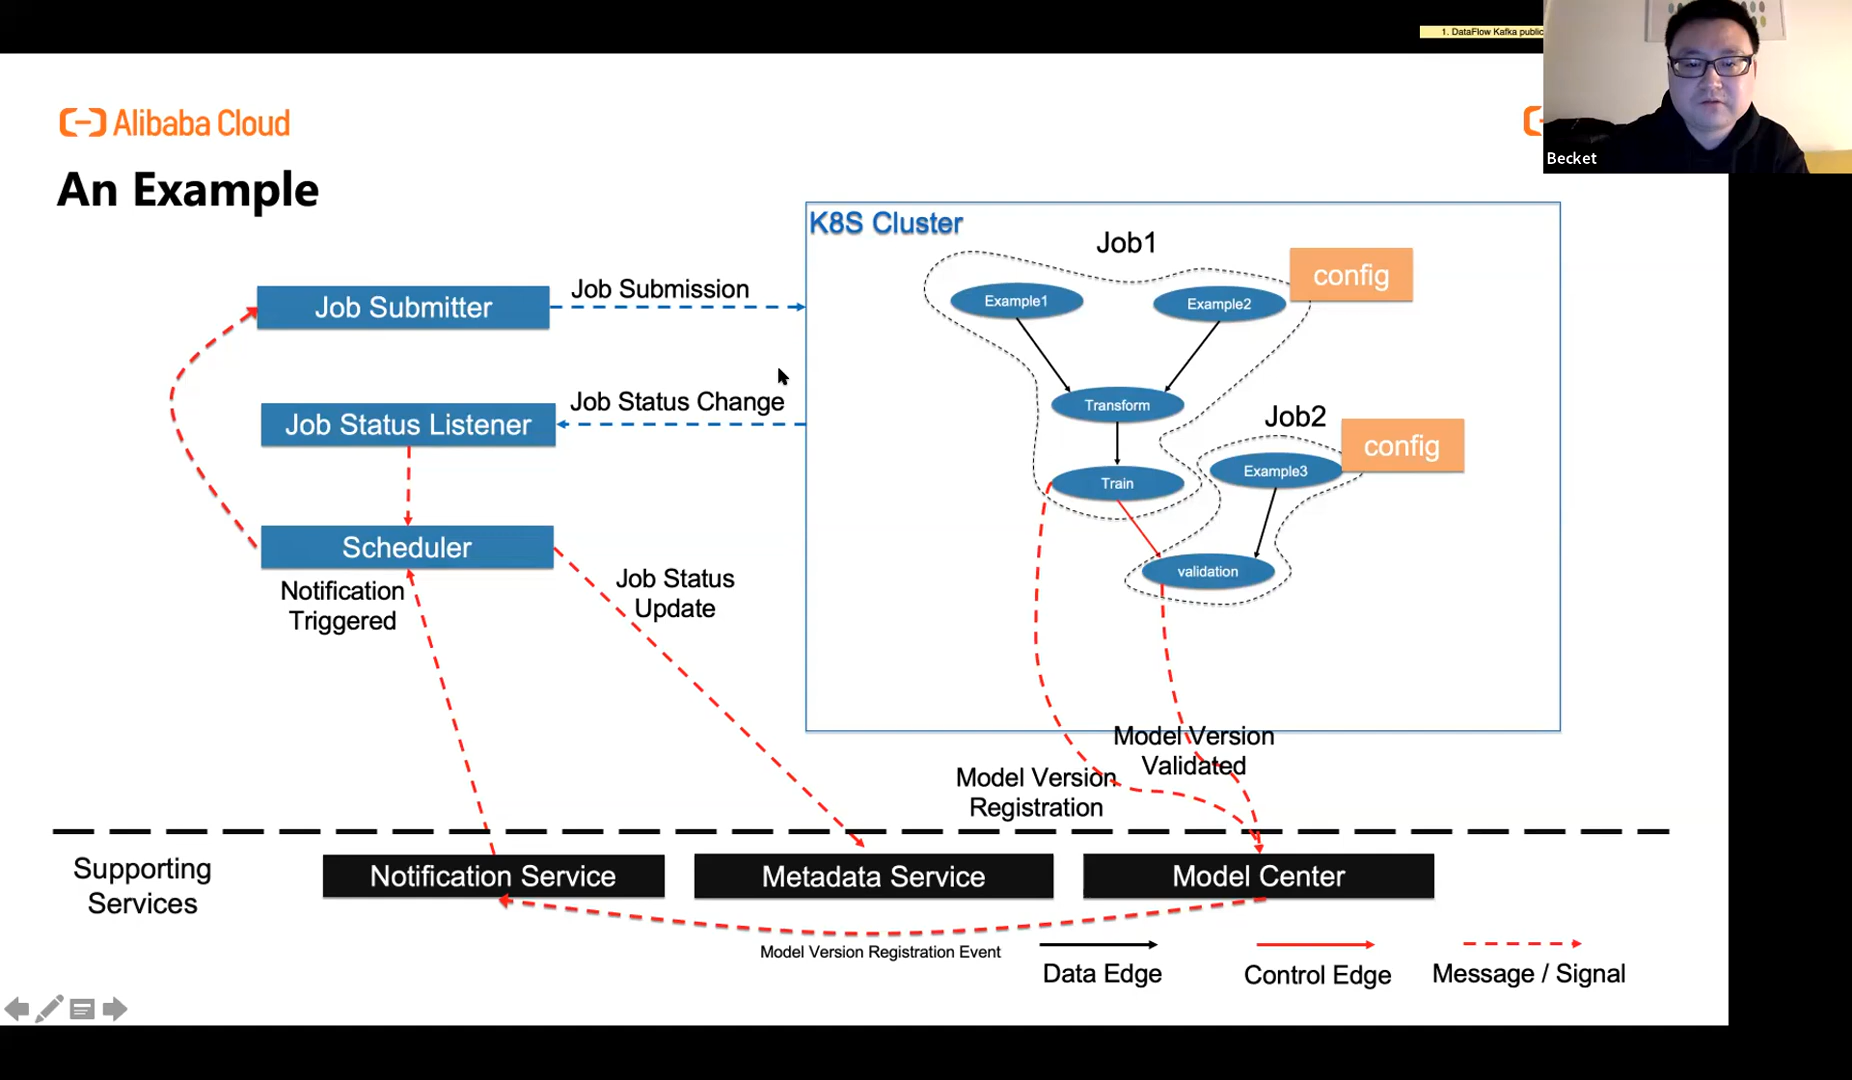 1. DataFlow Kafka public
Alibaba Cloud
Becket
An Example
K8S Cluster
Job1
config
Example1
Example2
Job Submitter
Job Submission
Job Status Change
Job Status Listener
Transform
Job2
config
Example3
Train
Scheduler
validation
Notification
Triggered
Job Status
Update
Model Version
Validated
Model Version
Registration
Supporting
Services
Notification Service
Metadata Service
Model Center
Model Version Registration Event
Data Edge
Control Edge
Message / Signal